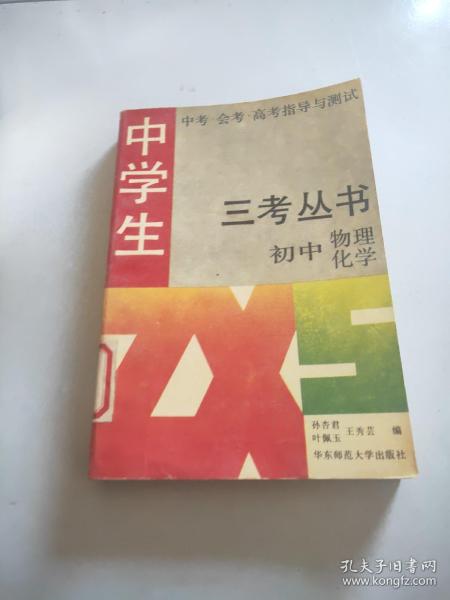 中学生
中考·会考·高考指导与测试
三考丛书
初中 物理
化学
孙杏君
叶佩玉 王秀芸 编
华东师范大学出版社
孔夫子旧书网
www.kongfz.com